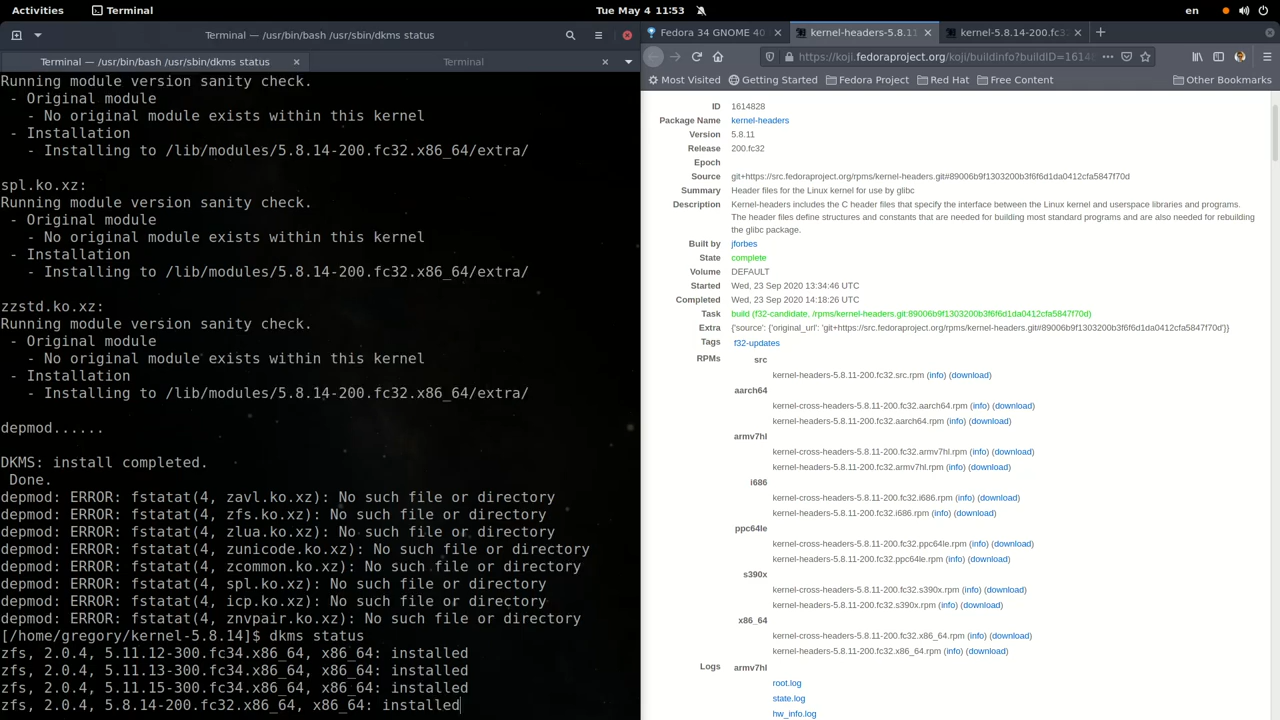 Activities
Terminal
Tue May 4 11:53
en
Terminal — /usr/bin/bash /usr/bin/bash /dkms status
Terminal — /usr/bin/bash /usr/bin/bash /dkms status
Terminal
Running module version sanity check.
- Original module
- No original module exists within this kernel
- Installation
- Installing to /lib/modules/5.8.14-200.fc32.x86_64/extra/
spl.ko.xz:
Running module version sanity check.
- Original module
- No original module exists within this kernel
- Installation
- Installing to /lib/modules/5.8.14-200.fc32.x86_64/extra/
zzstd.ko.xz:
Running module version sanity check.
- Original module
- No original module exists within this kernel
- Installation
- Installing to /lib/modules/5.8.14-200.fc32.x86_64/extra/
depmod......
DKMS: install completed.
Done.
depmod: ERROR: fstat(4, zavl.ko.xz): No such file or directory
depmod: ERROR: fstat(4, zfs.ko.xz): No such file or directory
depmod: ERROR: fstat(4, zlua.ko.xz): No such file or directory
depmod: ERROR: fstat(4, zunicode.ko.xz): No such file or directory
depmod: ERROR: fstat(4, znvpair.ko.xz): No such file or directory
depmod: ERROR: fstat(4, spl.ko.xz): No such file or directory
depmod: ERROR: fstat(4, icp.ko.xz): No such file or directory
depmod: ERROR: fstat(4, zcommon.ko.xz): No such file or directory
[/home/gregory/kernel-5.8.14]$ dkms status
zfs, 2.0.4, 5.11.12-300.fc34.x86_64, x86_64: installed
zfs, 2.0.4, 5.11.13-300.fc34.x86_64, x86_64: installed
zfs, 2.0.4, 5.11.15-300.fc34.x86_64, x86_64: installed
zfs, 2.0.4, 5.8.14-200.fc32.x86_64, x86_64: installed
Fedora 34 GNOME 40
kernel-headers-5.8.11
kernel-5.8.14-200.fc3
https://koji.fedoraproject.org/koji/buildinfo?buildID=1614
Most Visited
Getting Started
Fedora Project
Red Hat
Free Content
Other Bookmarks
ID 1614828
Package Name kernel-headers
Version 5.8.11
Release 200.fc32
Epoch
Source git+https://src.fedoraproject.org/rpms/kernel-headers.git#89006b9f1303200b3f6f6d1da0412cfa5847f70d
Summary Header files for the Linux kernel for use by glibc
Description Kernel-headers includes the C header files that specify the interface between the Linux kernel and userspace libraries and programs.
The header files define structures and constants that are needed for building most standard programs and are also needed for rebuilding
the glibc package.
Built by jforbes
State complete
Volume DEFAULT
Started Wed, 23 Sep 2020 13:34:46 UTC
Completed Wed, 23 Sep 2020 14:18:26 UTC
Task build (f32-candidate, /rpms/kernel-headers.git:89006b9f1303200b3f6f6d1da0412cfa5847f70d)
Extra {'source': {'original_url': 'git+https://src.fedoraproject.org/rpms/kernel-headers.git#89006b9f1303200b3f6f6d1da0412cfa5847f70d'}}
Tags f32-updates
RPMs src
kernel-headers-5.8.11-200.fc32.src.rpm (info) (download)
aarch64
kernel-cross-headers-5.8.11-200.fc32.aarch64.rpm (info) (download)
kernel-headers-5.8.11-200.fc32.aarch64.rpm (info) (download)
armv7hl
kernel-cross-headers-5.8.11-200.fc32.armv7hl.rpm (info) (download)
kernel-headers-5.8.11-200.fc32.armv7hl.rpm (info) (download)
i686
kernel-cross-headers-5.8.11-200.fc32.i686.rpm (info) (download)
kernel-headers-5.8.11-200.fc32.i686.rpm (info) (download)
ppc64le
kernel-cross-headers-5.8.11-200.fc32.ppc64le.rpm (info) (download)
kernel-headers-5.8.11-200.fc32.ppc64le.rpm (info) (download)
s390x
kernel-cross-headers-5.8.11-200.fc32.s390x.rpm (info) (download)
kernel-headers-5.8.11-200.fc32.s390x.rpm (info) (download)
x86_64
kernel-cross-headers-5.8.11-200.fc32.x86_64.rpm (info) (download)
kernel-headers-5.8.11-200.fc32.x86_64.rpm (info) (download)
Logs armv7hl
root.log
state.log
hw_info.log